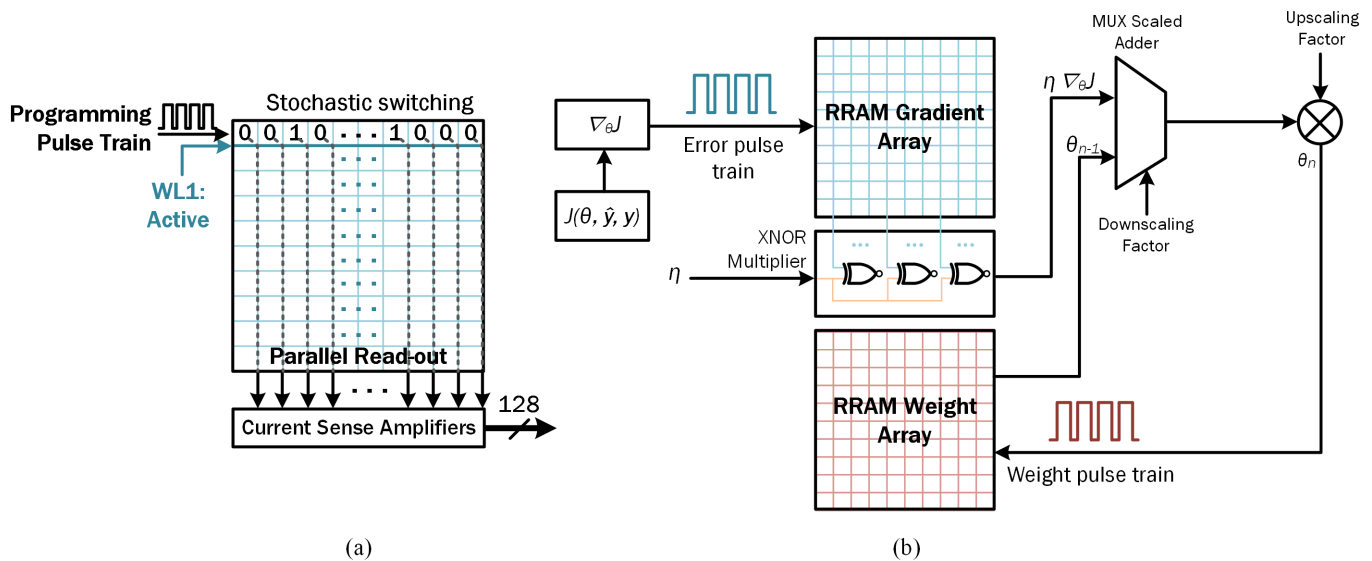 Programming
Pulse Train
Stochastic switching
0 0 1 0 ... 1 0 0 0
WL1:
Active
Parallel Read-out
Current Sense Amplifiers
128
(a)
∇θJ
J(θ, ŷ, y)
Error pulse
train
RRAM Gradient
Array
XNOR
Multiplier
η
... ... ...
RRAM Weight
Array
MUX Scaled
Adder
η ∇θJ
θn-1
Downscaling
Factor
Upscaling
Factor
θn
Weight pulse train
(b)